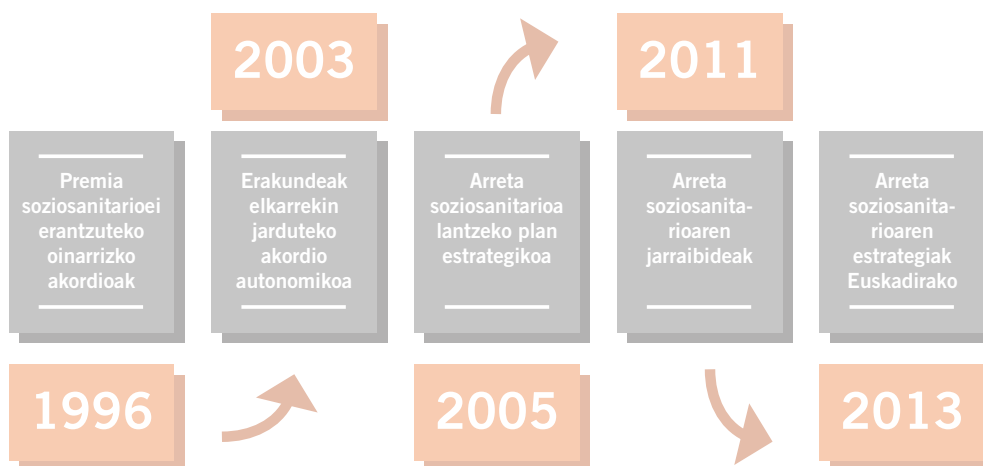 2003
2011
Premia
soziosanitarioei
erantzuteko
oinarrizko
akordioak
Erakundeak
elkarrekin
jarduteko
akordio
autonomikoa
Arreta
soziosanitarioa
lantzeko plan
estrategikoa
Arreta
soziosanita-
rioaren
jarraibideak
Arreta
soziosanita-
rioaren
estrategiak
Euskadirako
1996
2005
2013